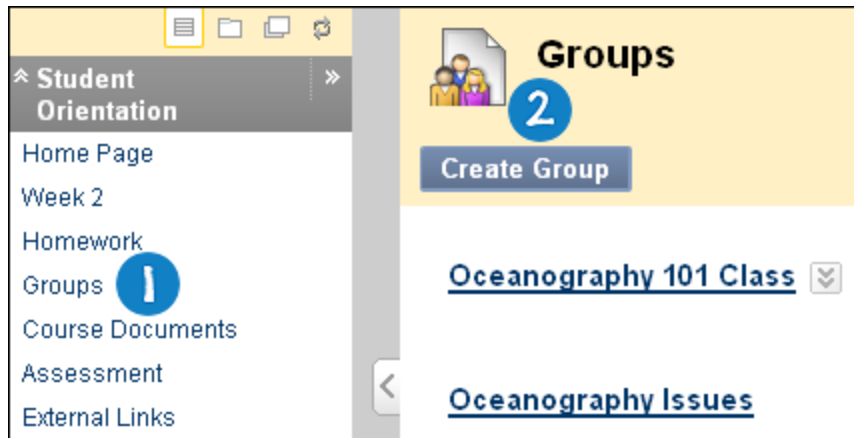 Student
Orientation
Home Page
Week 2
Homework
Groups 1
Course Documents
Assessment
External Links
Groups
2
Create Group
Oceanography 101 Class
Oceanography Issues